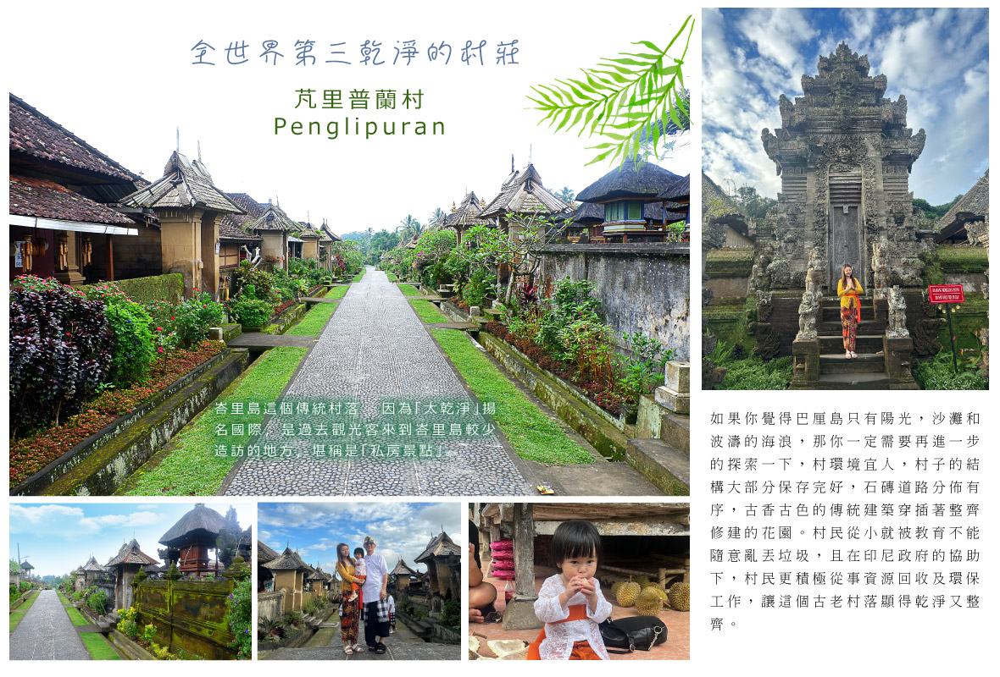 全世界第三乾淨的村莊
芃里普蘭村
Penglipuran
峇里島這個傳統村落，因為「太乾淨」揚
名國際，是過去觀光客來到峇里島較少
造訪的地方，堪稱是「私房景點」。
如果你覺得巴厘島只有陽光，沙灘和
波濤的海浪，那你一定需要再進一步
的探索一下，村環境宜人，村子的結
構大部分保存完好，石磚道路分佈有
序，古香古色的傳統建築穿插著整齊
修建的花園。村民從小就被教育不能
隨意亂丟垃圾，且在印尼政府的協助
下，村民更積極從事資源回收及環保
工作，讓這個古老村落顯得乾淨又整
齊。